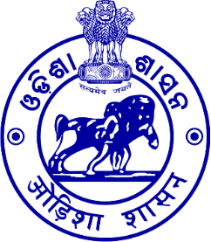 ଓଡ଼ିଶା ଶାସନ
सत्यमेव जयते
ओड़िशा शासन